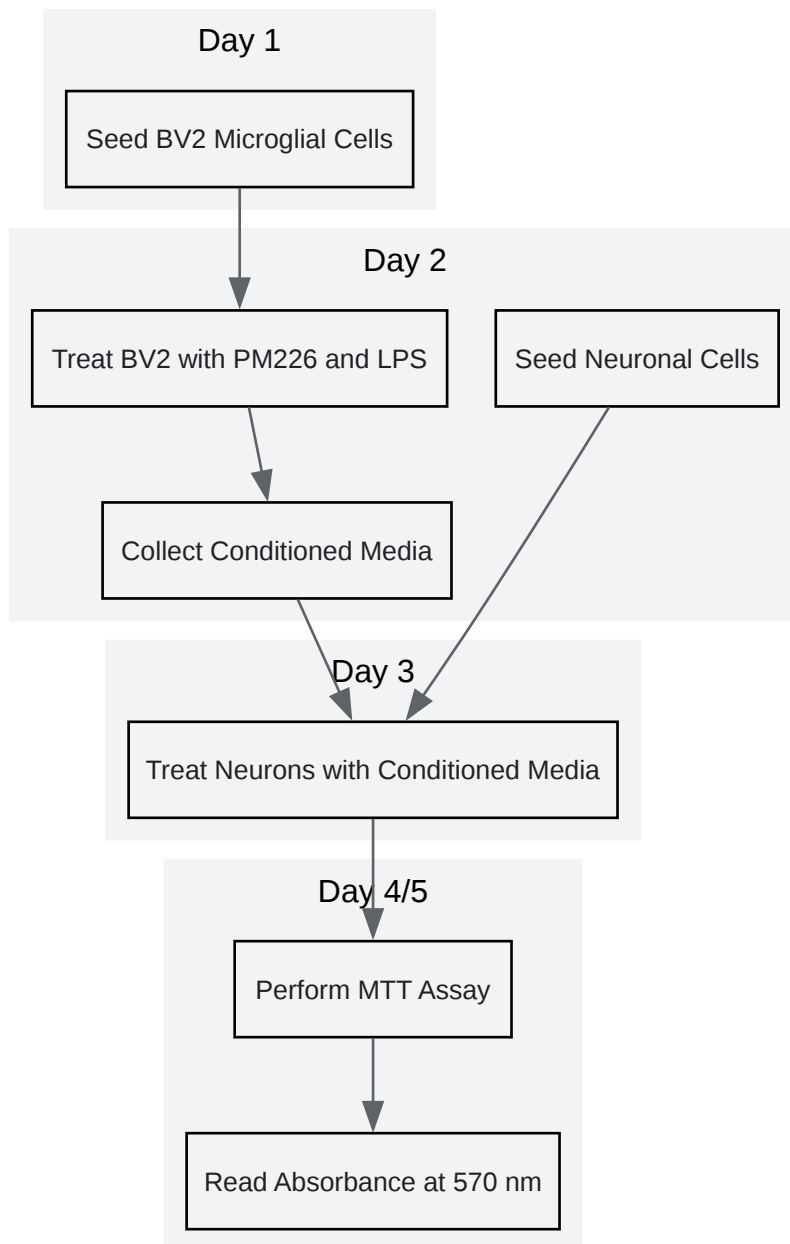 Day 1
Seed BV2 Microglial Cells
Day 2
Treat BV2 with PM226 and LPS
Seed Neuronal Cells
Collect Conditioned Media
Day 3
Treat Neurons with Conditioned Media
Day 4/5
Perform MTT Assay
Read Absorbance at 570 nm